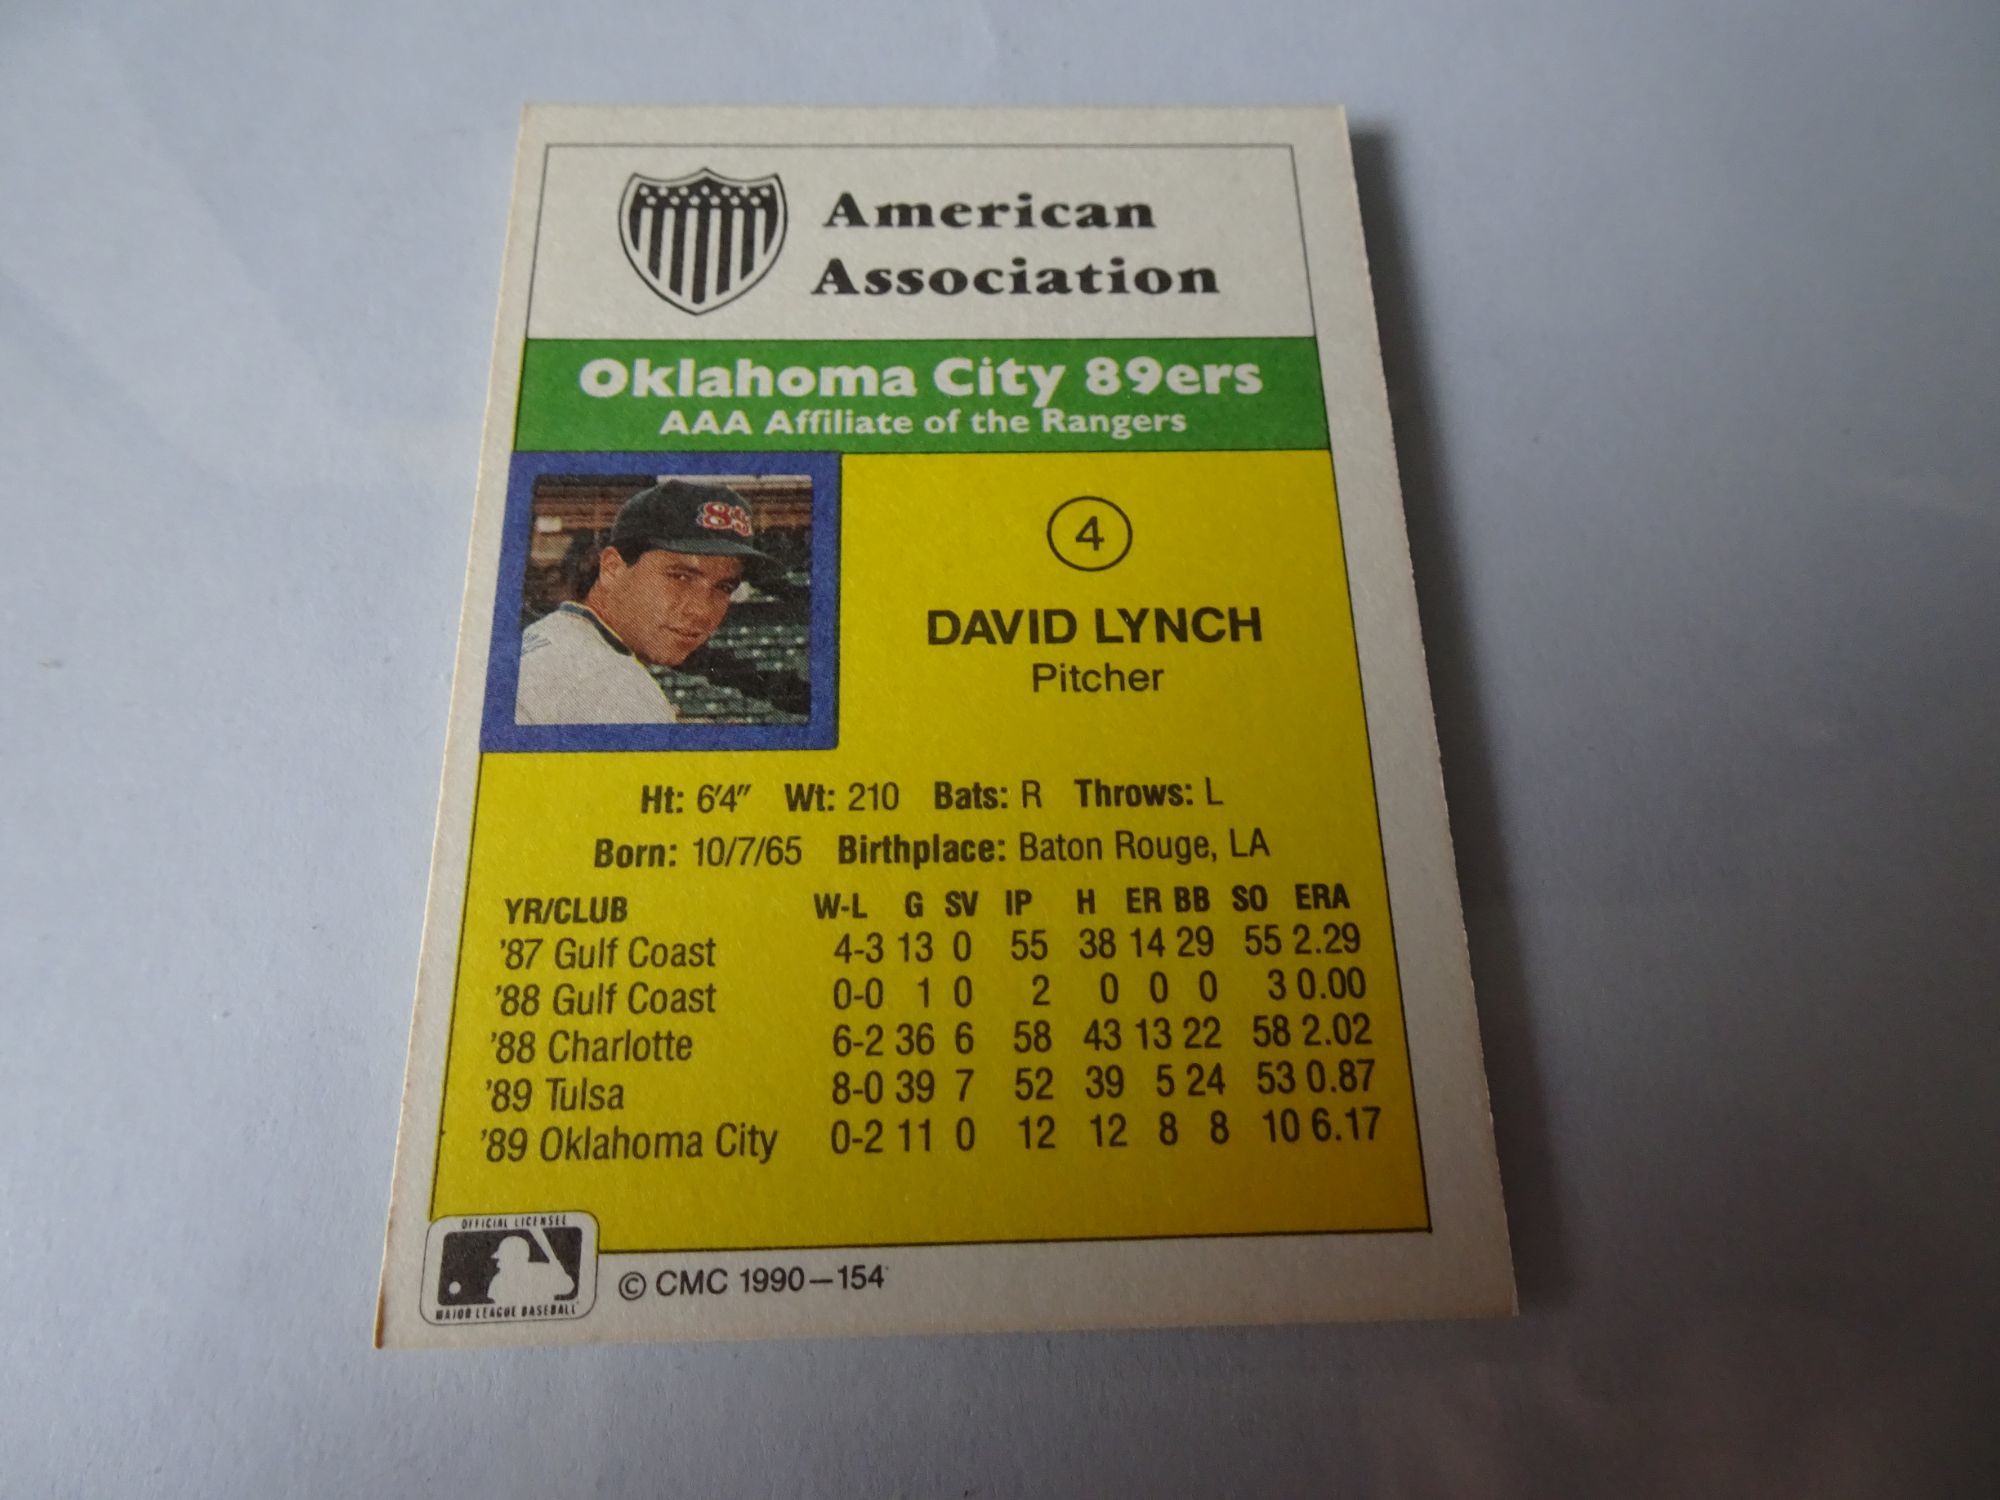 American
Association
Oklahoma City 89ers
AAA Affiliate of the Rangers
4
DAVID LYNCH
Pitcher
Ht: 6'4" Wt: 210 Bats: R Throws: L
Born: 10/7/65 Birthplace: Baton Rouge, LA
YR/CLUB W-L G SV IP H ER BB SO ERA
'87 Gulf Coast 4-3 13 0 55 38 14 29 55 2.29
'88 Gulf Coast 0-0 1 0 2 0 0 0 3 0.00
'88 Charlotte 6-2 36 6 58 43 13 22 58 2.02
'89 Tulsa 8-0 39 7 52 39 5 24 53 0.87
'89 Oklahoma City 0-2 11 0 12 12 8 8 10 6.17
OFFICIAL LICENSEE
MAJOR LEAGUE BASEBALL
© CMC 1990—154